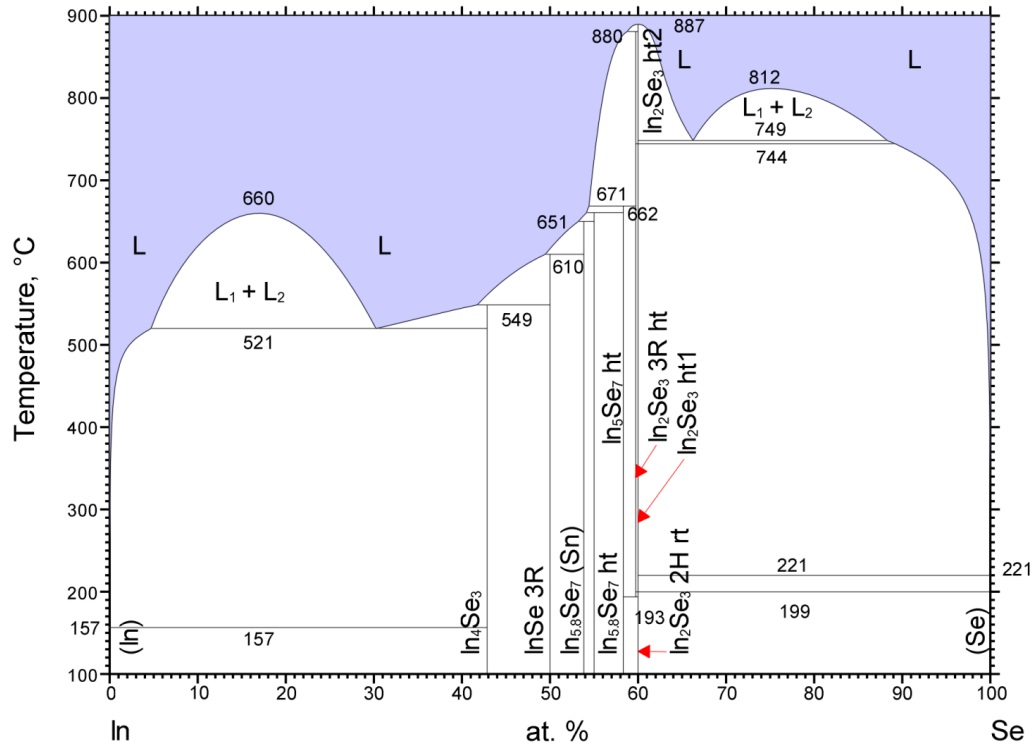 900
800
700
600
500
400
300
200
157
100
Temperature, °C
880
887
In₂Se₃ ht2
L
L
812
L₁ + L₂
749
744
671
662
660
651
L
L
610
L₁ + L₂
549
521
In₅Se₇ ht
In₂Se₃ 3R ht
In₂Se₃ ht1
221
221
199
193
157
(In)
In₄Se₃
InSe 3R
In₅.₈Se₇ (Sn)
In₅.₈Se₇ ht
In₂Se₃ 2H rt
(Se)
0 10 20 30 40 50 60 70 80 90 100
In at. % Se